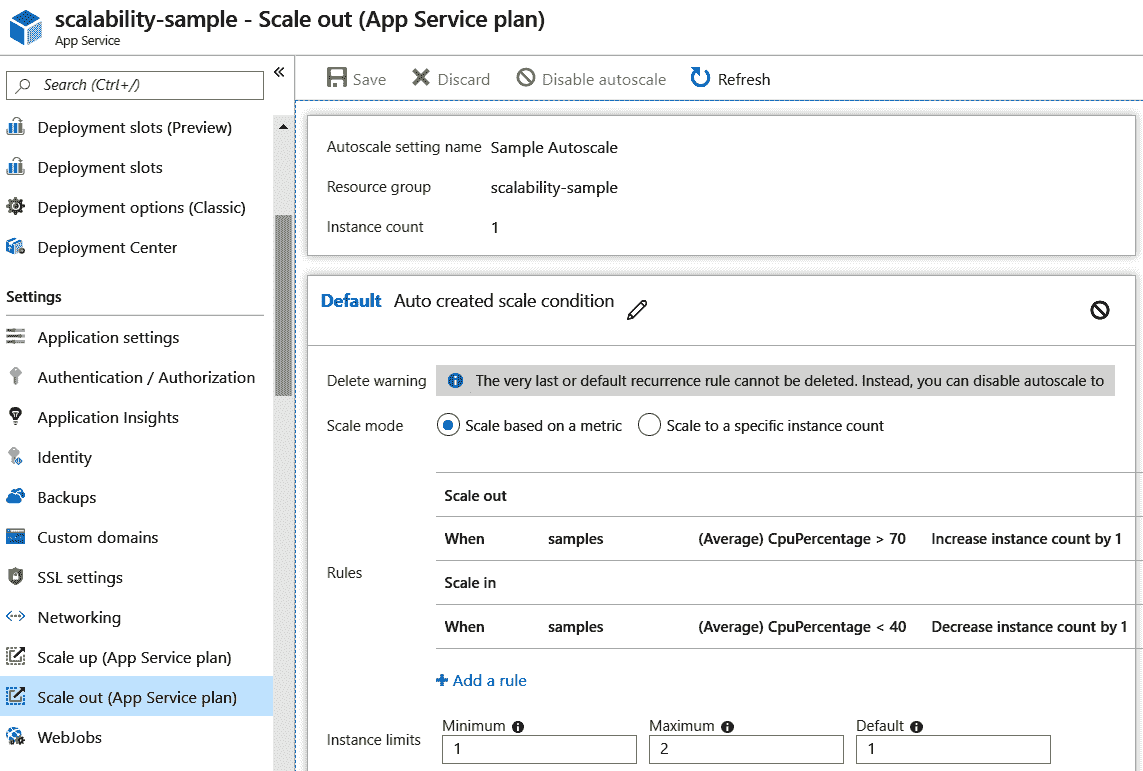 scalability-sample - Scale out (App Service plan)
App Service
Search (Ctrl+/)
«
Deployment slots (Preview)
Deployment slots
Deployment options (Classic)
Deployment Center
Settings
Application settings
Authentication / Authorization
Application Insights
Identity
Backups
Custom domains
SSL settings
Networking
Scale up (App Service plan)
Scale out (App Service plan)
WebJobs
Save Discard Disable autoscale Refresh
Autoscale setting name Sample Autoscale
Resource group scalability-sample
Instance count 1
Default Auto created scale condition
Delete warning The very last or default recurrence rule cannot be deleted. Instead, you can disable autoscale to
Scale mode Scale based on a metric Scale to a specific instance count
Rules
Scale out
When samples (Average) CpuPercentage > 70 Increase instance count by 1
Scale in
When samples (Average) CpuPercentage < 40 Decrease instance count by 1
+ Add a rule
Instance limits
Minimum Maximum Default
1 2 1